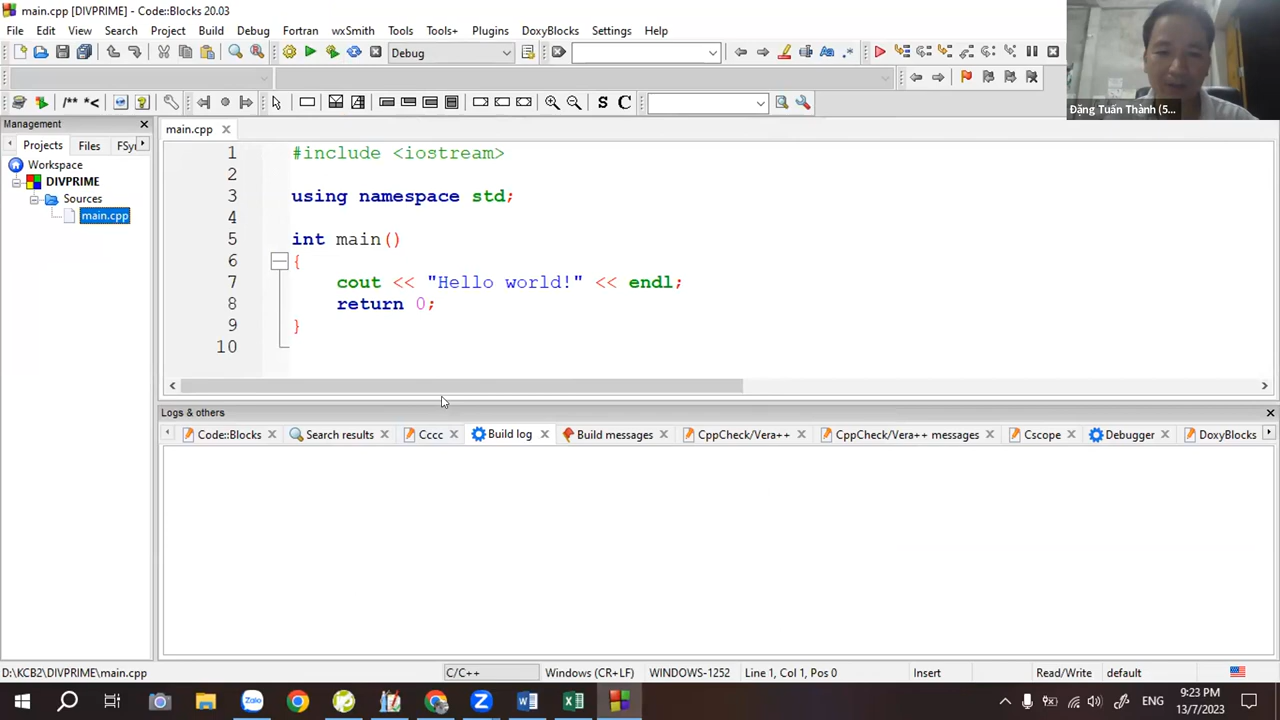 main.cpp [DIVPRIME] - Code::Blocks 20.03
File Edit View Search Project Build Debug Fortran wxSmith Tools Tools+ Plugins DoxyBlocks Settings Help
Debug
/** *<
S C
Đặng Tuấn Thành (5...
Management
Projects Files FSy
main.cpp
Workspace
DIVPRIME
Sources
main.cpp
1 #include <iostream>
2
3 using namespace std;
4
5 int main()
6 {
7 cout << "Hello world!" << endl;
8 return 0;
9 }
10
Logs & others
Code::Blocks Search results Cccc Build log Build messages CppCheck/Vera++ CppCheck/Vera++ messages Cscope Debugger DoxyBlocks
D:\KCB2\DIVPRIME\main.cpp C/C++ Windows (CR+LF) WINDOWS-1252 Line 1, Col 1, Pos 0 Insert Read/Write default
Zalo
ENG
9:23 PM
13/7/2023